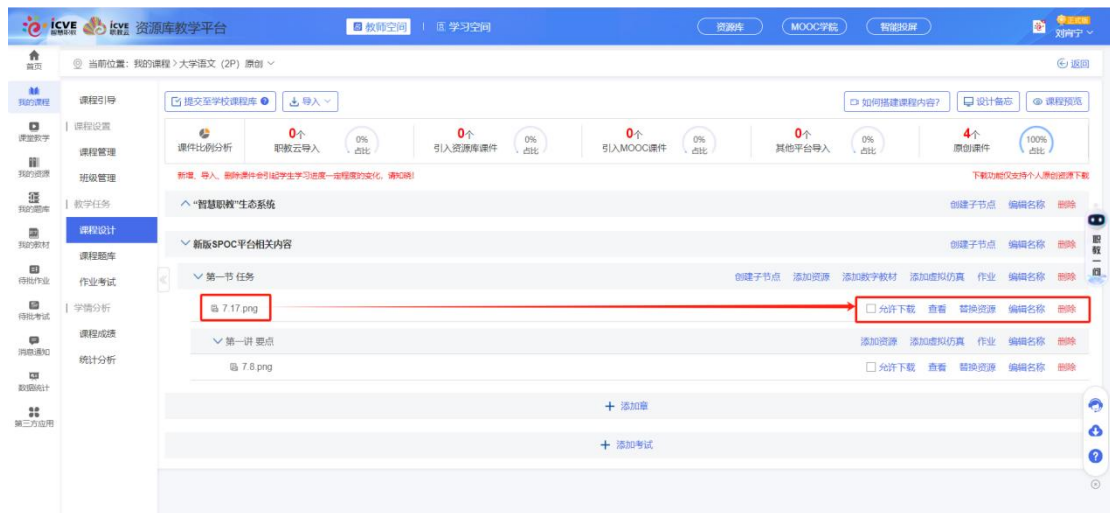 icve 智慧职教 icve 职教云 资源库教学平台 教师空间 学习空间 资源库 MOOC学院 智能投屏 正式版
刘宵宁
首页 当前位置：我的课程>大学语文 (2P) 原创 返回
我的课程 课程引导 提交至学校课程库 导入 如何搭建课程内容? 设计备忘 课程预览
课堂教学 课程设置
课件比例分析 0个 职教云导入 0% 占比 0个 引入资源库课件 0% 占比 0个 引入MOOC课件 0% 占比 0个 其他平台导入 0% 占比 4个 原创课件 100% 占比
课程管理
我的资源 班级管理 新增、导入、删除课件会引起学生学习进度一定程度的变化，请知晓! 下载功能仅支持个人原创资源下载
我的题库 教学任务 “智慧职教”生态系统 创建子节点 编辑名称 删除
我的教材 课程设计 新版SPOC平台相关内容 创建子节点 编辑名称 删除
职教一问
课程题库
待批作业 作业考试 第一节 任务 创建子节点 添加资源 添加数字教材 添加虚拟仿真 作业 编辑名称 删除
待批考试 学情分析 7.17.png 允许下载 查看 替换资源 编辑名称 删除
消息通知 课程成绩 第一讲 要点 添加资源 添加虚拟仿真 作业 编辑名称 删除
数据统计 统计分析 7.8.png 允许下载 查看 替换资源 编辑名称 删除
第三方应用 添加章
添加考试